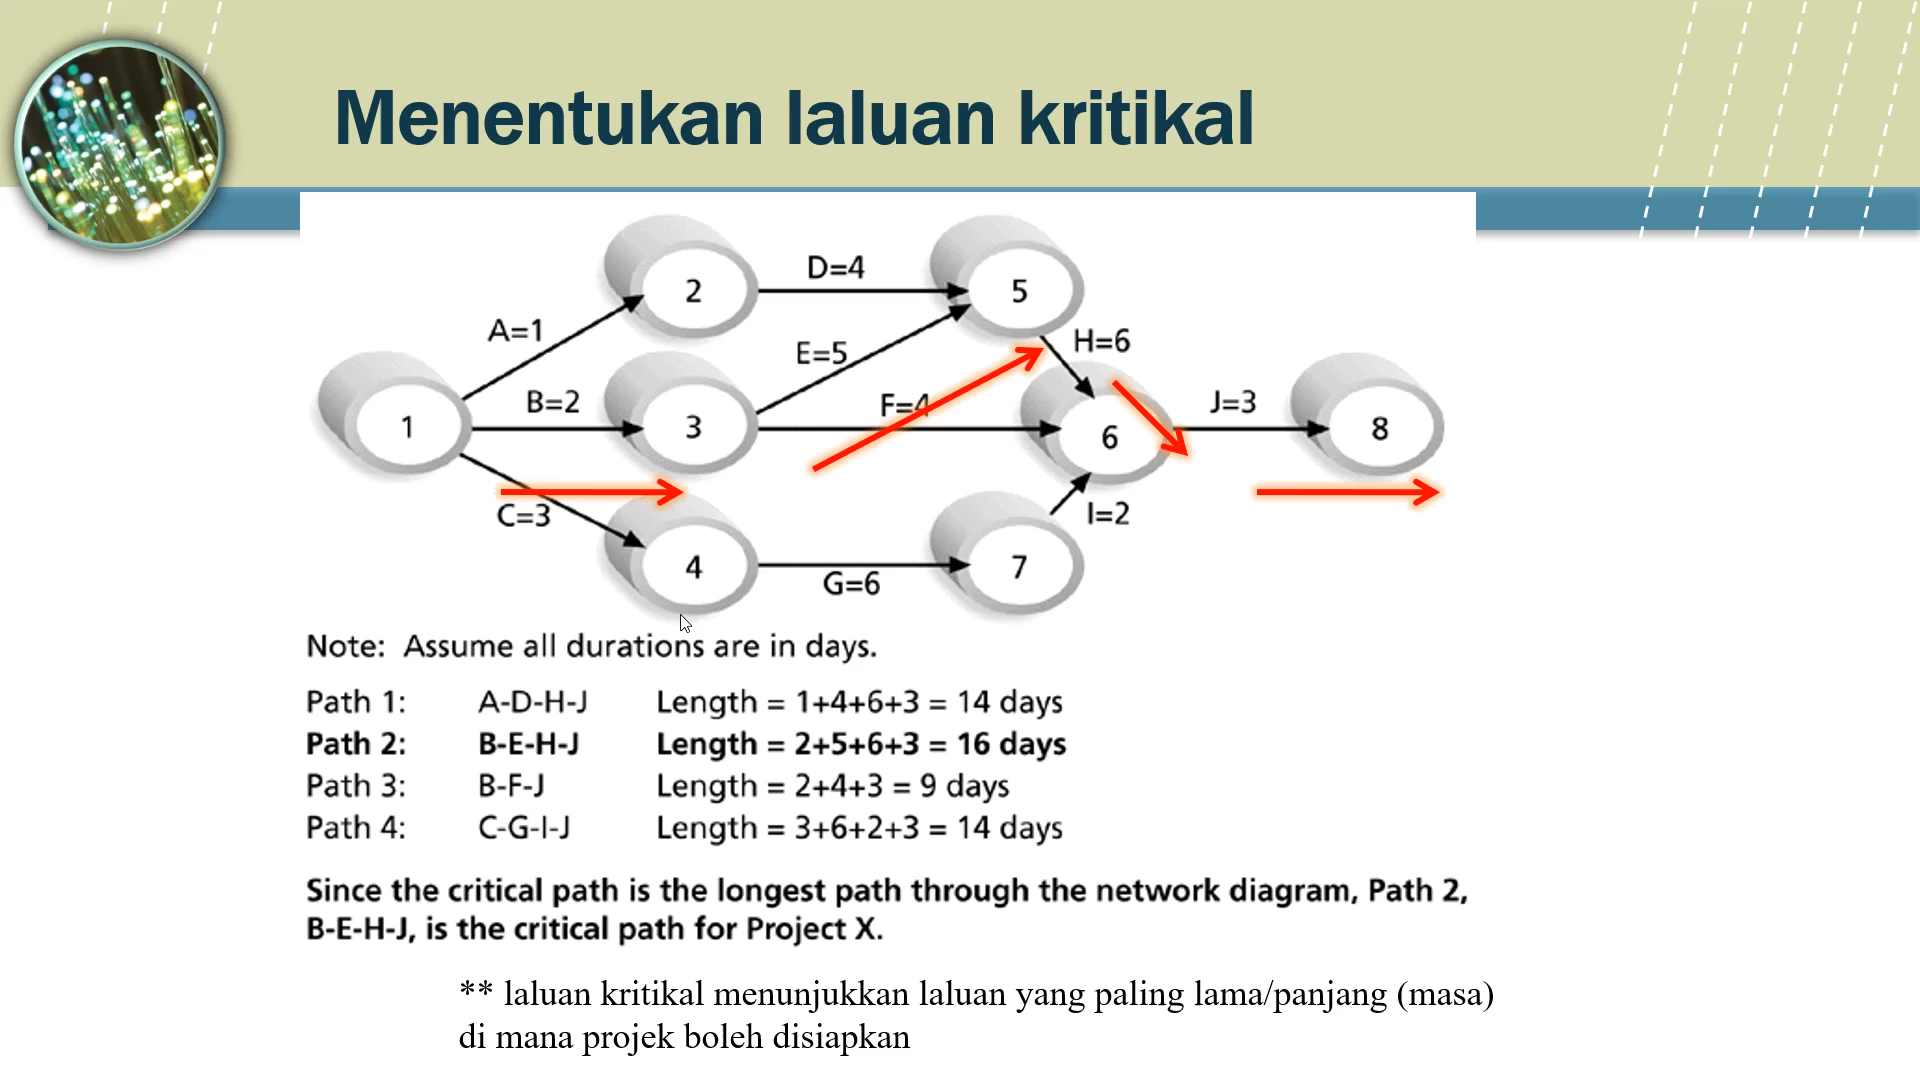 Menentukan laluan kritikal
2
D=4
5
A=1
E=5
H=6
1
B=2
3
F=4
6
J=3
8
C=3
I=2
4
G=6
7
Note: Assume all durations are in days.
Path 1: A-D-H-J Length = 1+4+6+3 = 14 days
Path 2: B-E-H-J Length = 2+5+6+3 = 16 days
Path 3: B-F-J Length = 2+4+3 = 9 days
Path 4: C-G-I-J Length = 3+6+2+3 = 14 days
Since the critical path is the longest path through the network diagram, Path 2,
B-E-H-J, is the critical path for Project X.
** laluan kritikal menunjukkan laluan yang paling lama/panjang (masa)
di mana projek boleh disiapkan